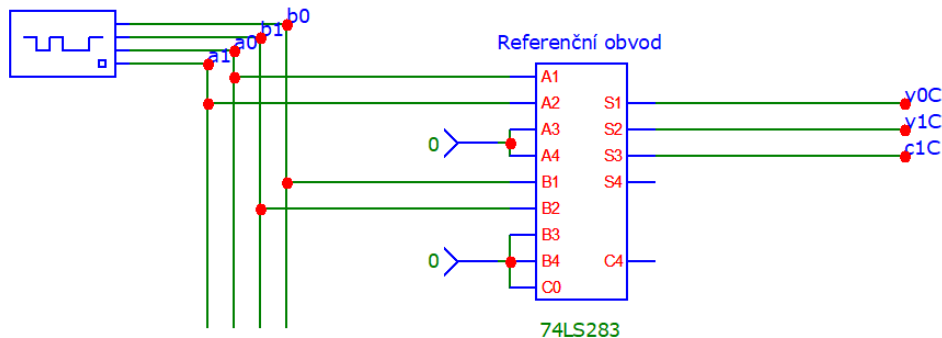 b0
b1
a0
a1
Referenční obvod
A1
A2 S1 y0C
A3 S2 y1C
0 A4 S3 c1C
B1 S4
B2
B3
0 B4 C4
C0
74LS283